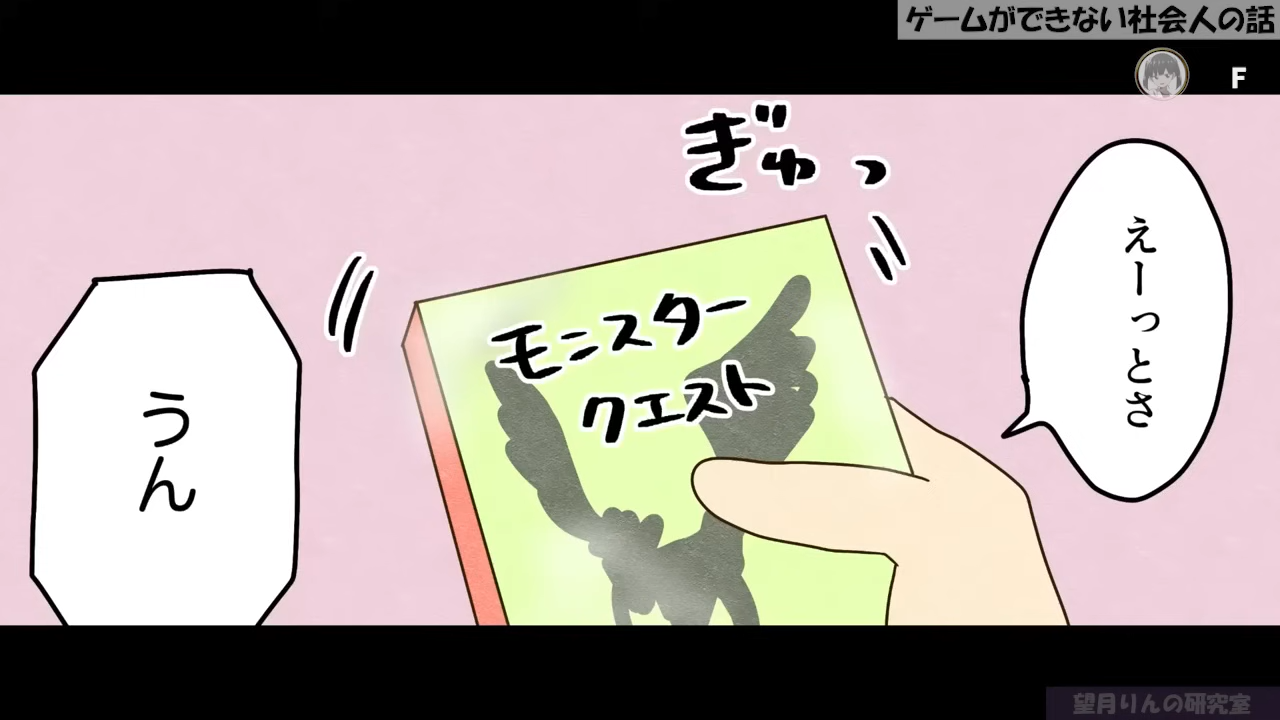 ゲームができない社会人の話
F
ぎゅっ
えーっとさ
モンスター
クエスト
うん
望月りんの研究室